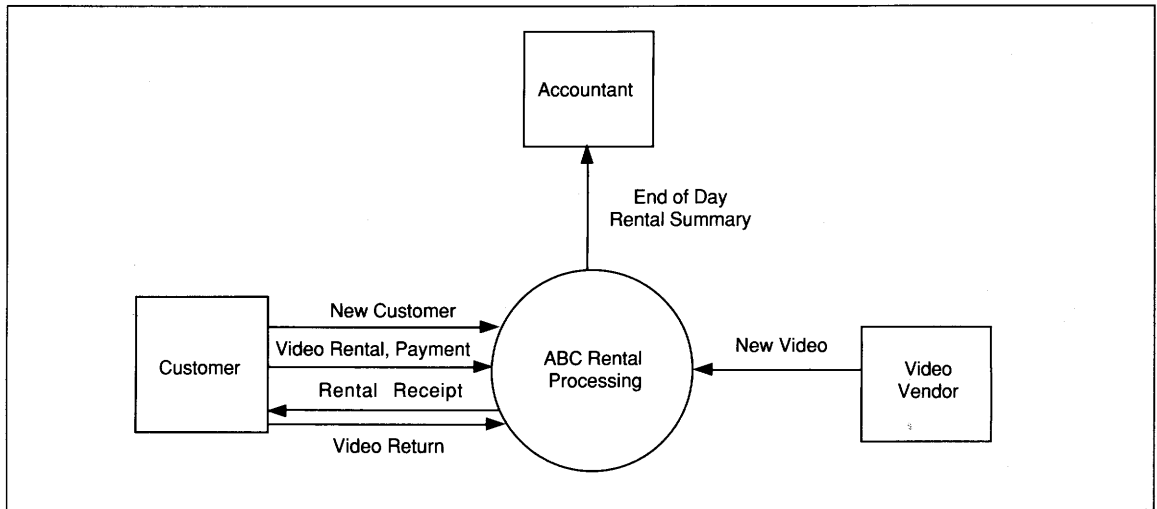 Accountant
End of Day
Rental Summary
New Customer
Video Rental, Payment
Rental Receipt
Video Return
Customer
ABC Rental
Processing
New Video
Video
Vendor